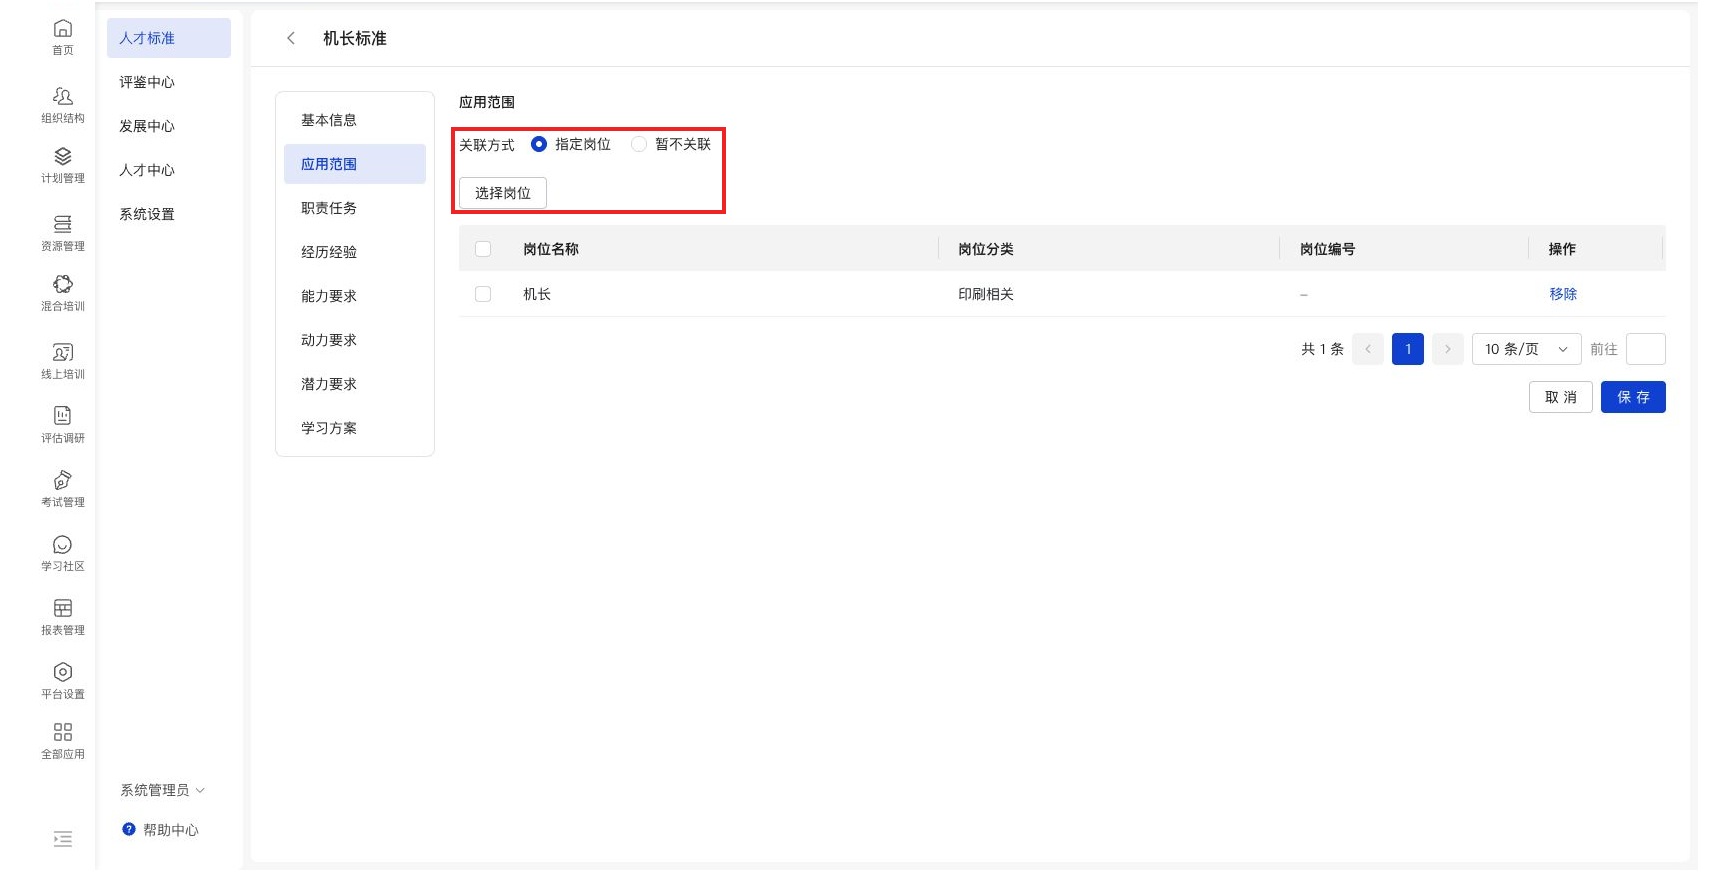 首页
组织结构
计划管理
资源管理
混合培训
线上培训
评估调研
考试管理
学习社区
报表管理
平台设置
全部应用
人才标准
评鉴中心
发展中心
人才中心
系统设置
系统管理员
? 帮助中心
机长标准
基本信息
应用范围
职责任务
经历经验
能力要求
动力要求
潜力要求
学习方案
应用范围
关联方式 指定岗位 暂不关联
选择岗位
岗位名称 岗位分类 岗位编号 操作
机长 印刷相关 – 移除
共 1 条 1 10 条/页 前往
取 消 保 存